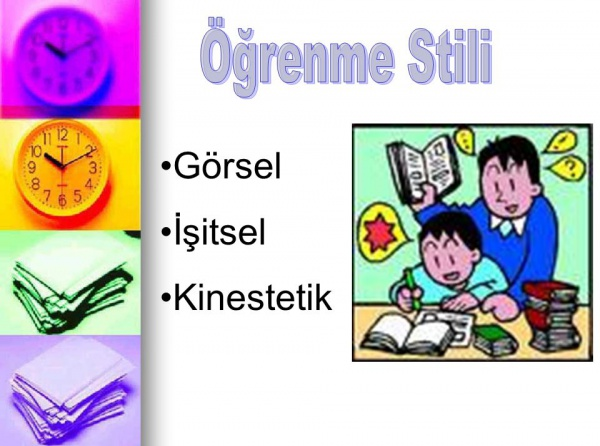 Öğrenme Stili
•Görsel
•İşitsel
•Kinestetik